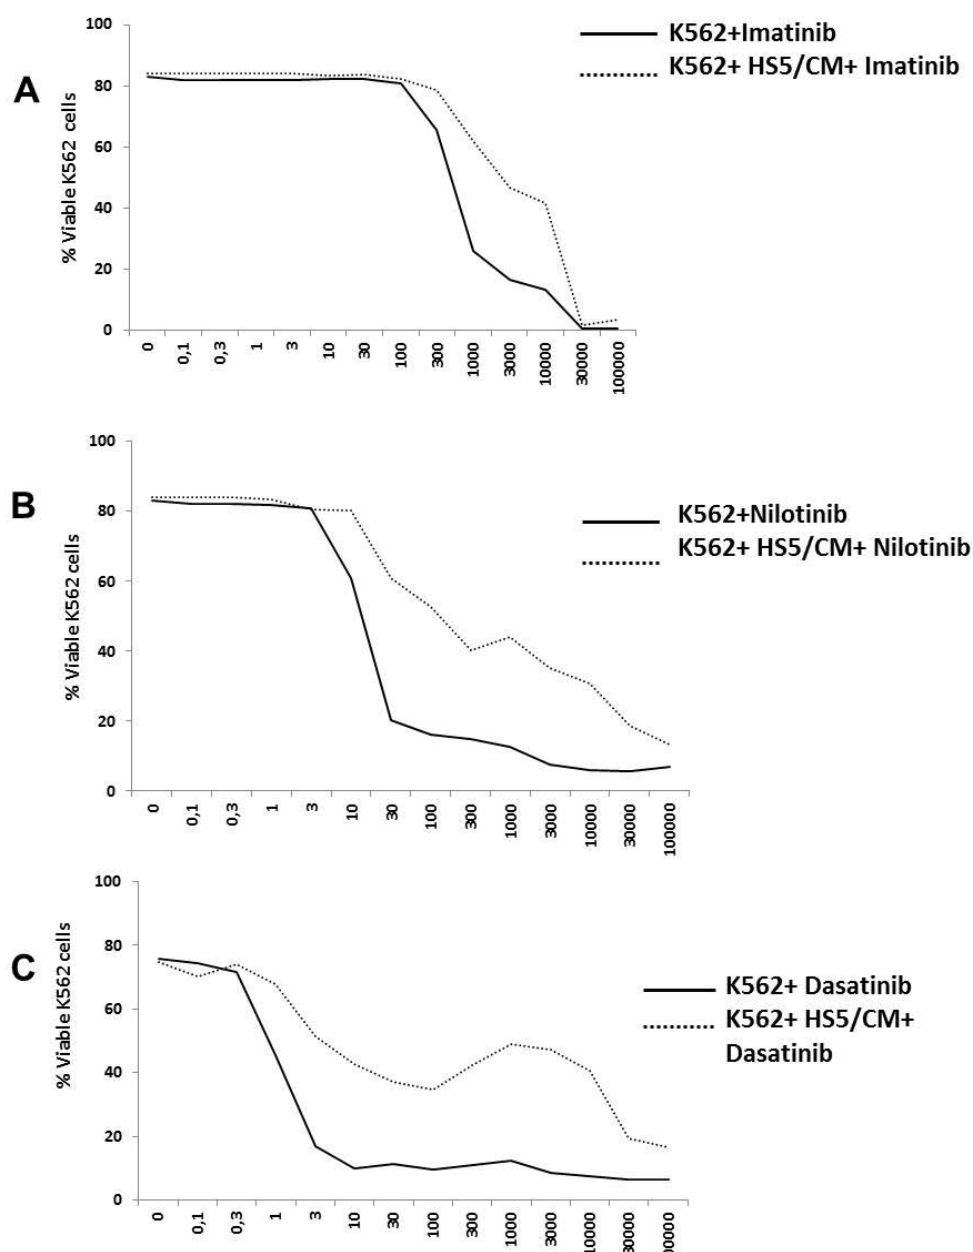 A
% Viable K562 cells
100
80
60
40
20
0
0 0,1 0,3 1 3 10 30 100 300 1000 3000 10000 30000 100000
K562+Imatinib
K562+ HS5/CM+ Imatinib
B
% Viable K562 cells
100
80
60
40
20
0
0 0,1 0,3 1 3 10 30 100 300 1000 3000 10000 30000 100000
K562+Nilotinib
K562+ HS5/CM+ Nilotinib
C
% Viable K562 cells
100
80
60
40
20
0
0 0,1 0,3 1 3 10 30 100 300 1000 3000 10000 30000
K562+ Dasatinib
K562+ HS5/CM+
Dasatinib